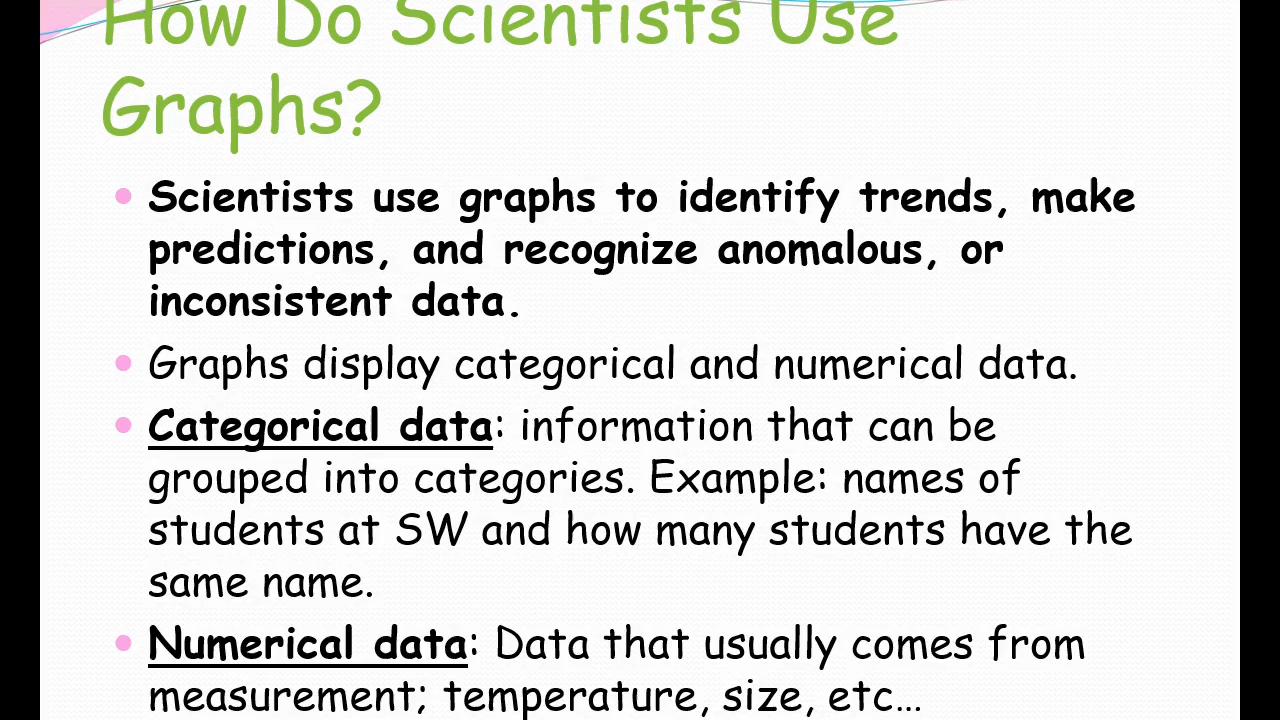 How Do Scientists Use
Graphs?
Scientists use graphs to identify trends, make
predictions, and recognize anomalous, or
inconsistent data.
Graphs display categorical and numerical data.
Categorical data: information that can be
grouped into categories. Example: names of
students at SW and how many students have the
same name.
Numerical data: Data that usually comes from
measurement; temperature, size, etc…